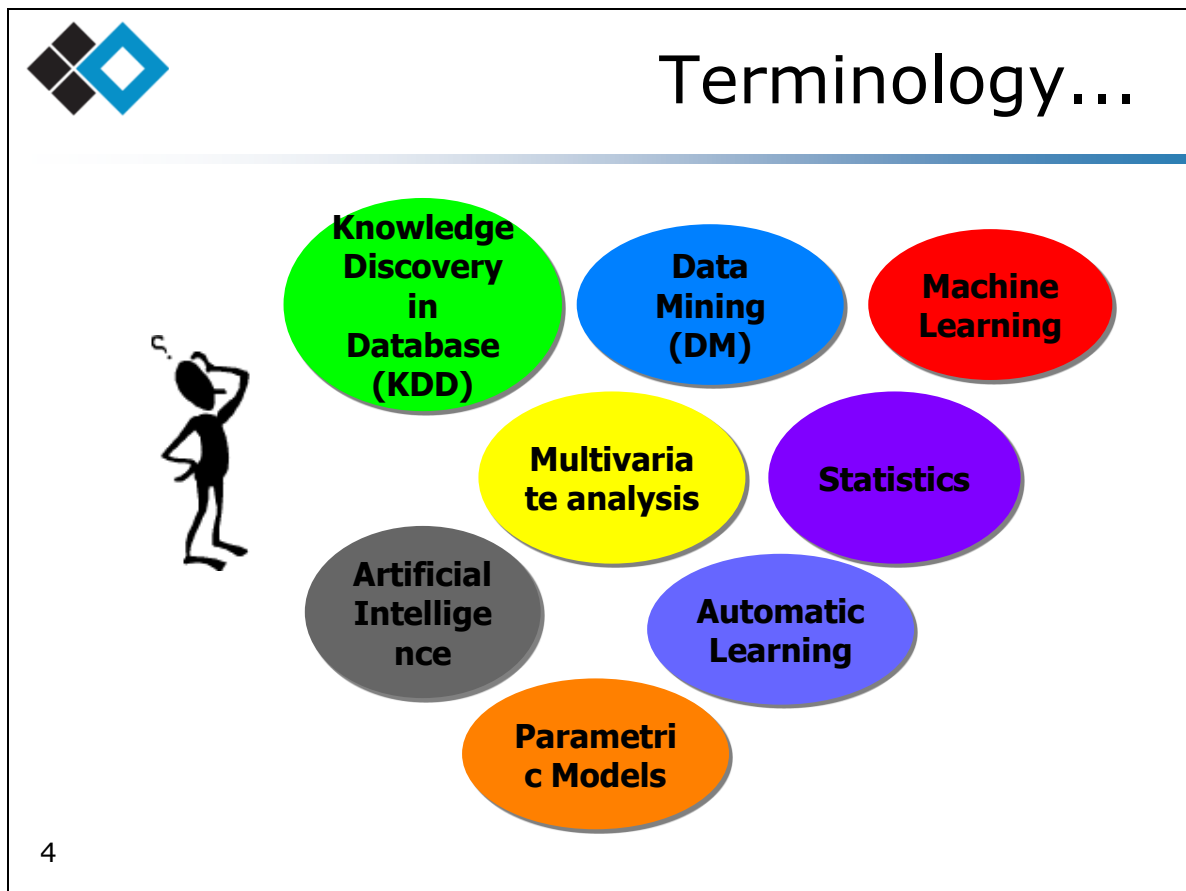 Terminology...
Knowledge
Discovery
in
Database
(KDD)
Data
Mining
(DM)
Machine
Learning
Multivaria
te analysis
Statistics
Artificial
Intellige
nce
Automatic
Learning
Parametri
c Models
4